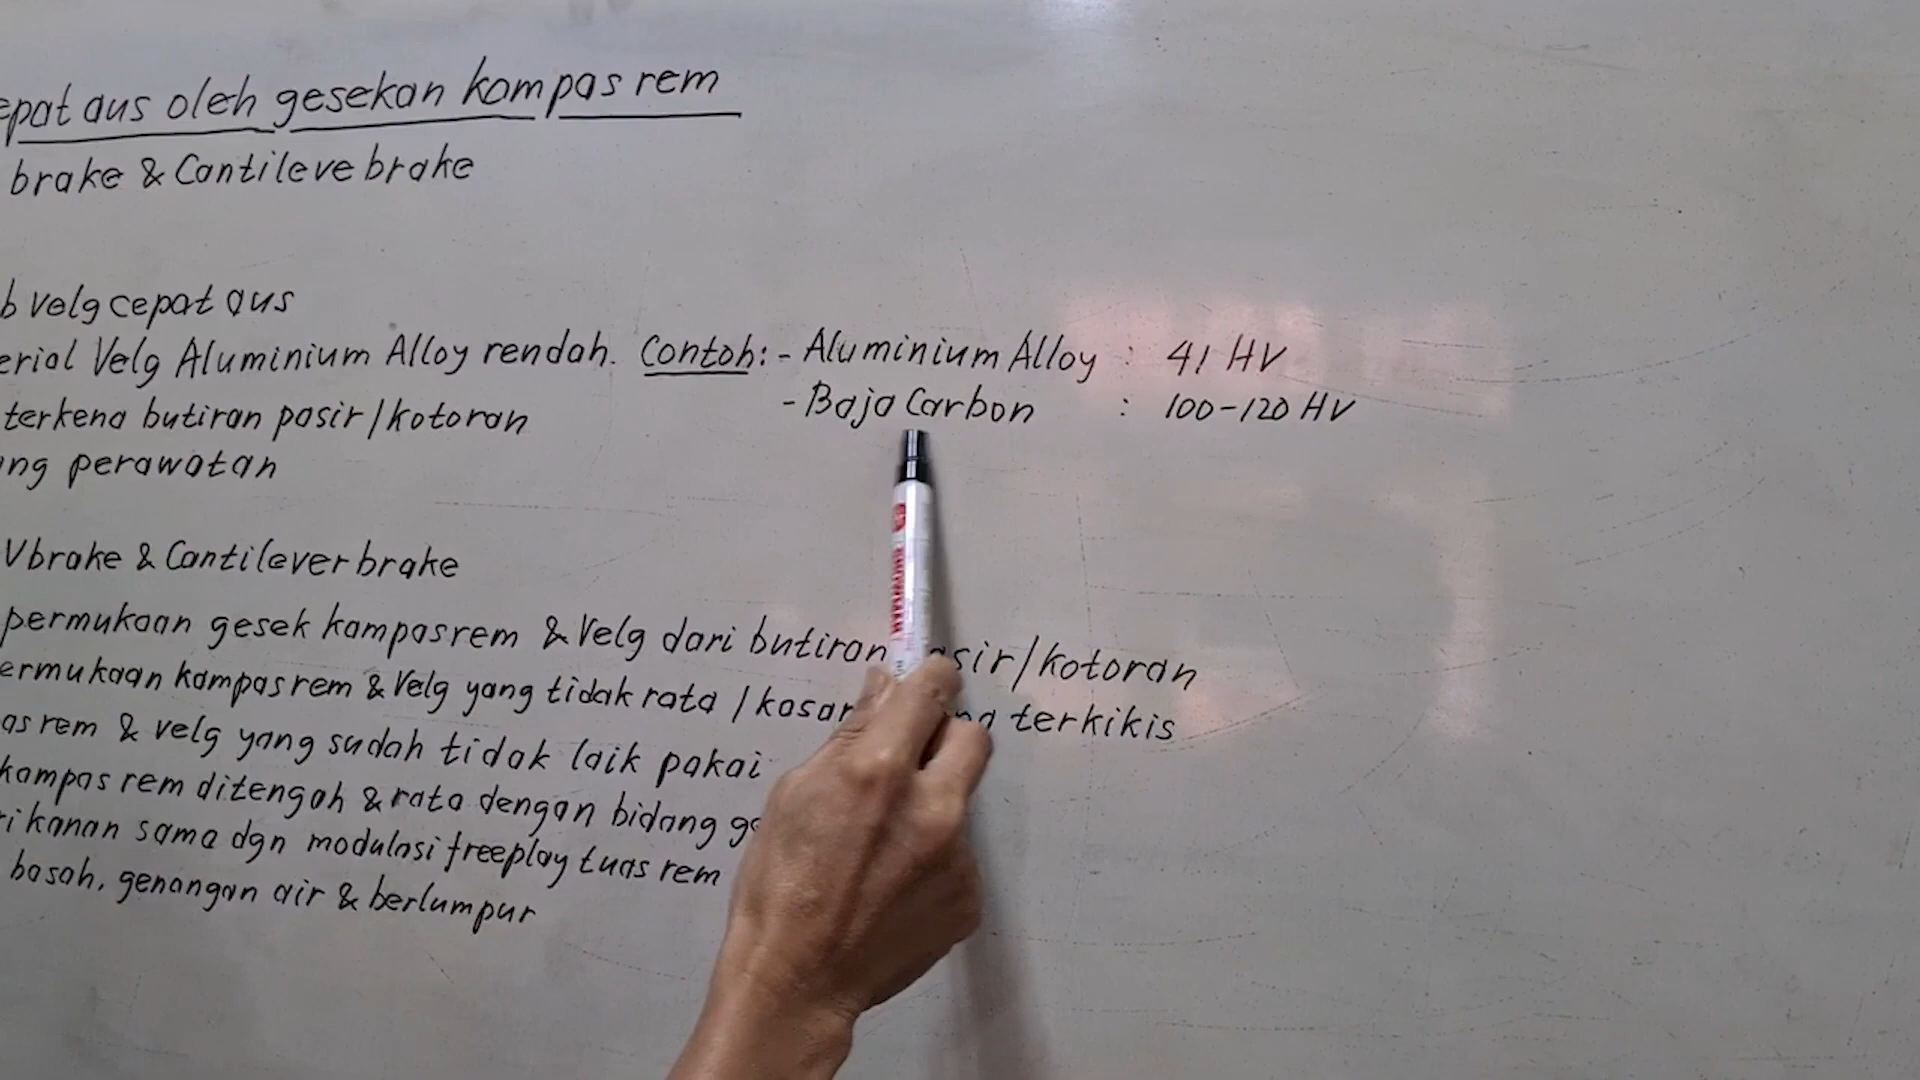 epat aus oleh gesekan kompas rem
brake & Cantileve brake
b velg cepat aus
erial Velg Aluminium Alloy rendah. Contoh: - Aluminium Alloy : 41 HV
terkena butiran pasir/kotoran - Baja Carbon : 100-120 HV
ng perawatan
V brake & Cantilever brake
permukaan gesek kampas rem & Velg dari butiran asir/kotoran
ermukaan kampas rem & Velg yang tidak rata / kasar terkikis
as rem & velg yang sudah tidak laik pakai
kampas rem ditengah & rata dengan bidang
ri kanan sama dgn modulasi freeplay tuas rem
basah, genangan air & berlumpur
SNOWMAN